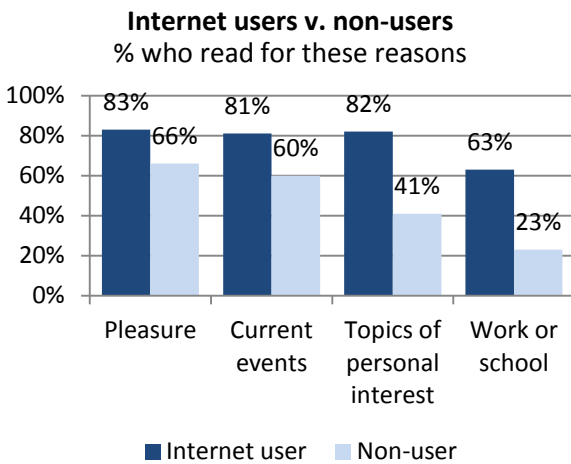 Internet users v. non-users
% who read for these reasons
100%
80%
60%
40%
20%
0%
83%
66%
81%
60%
82%
41%
63%
23%
Pleasure
Current
events
Topics of
personal
interest
Work or
school
Internet user
Non-user